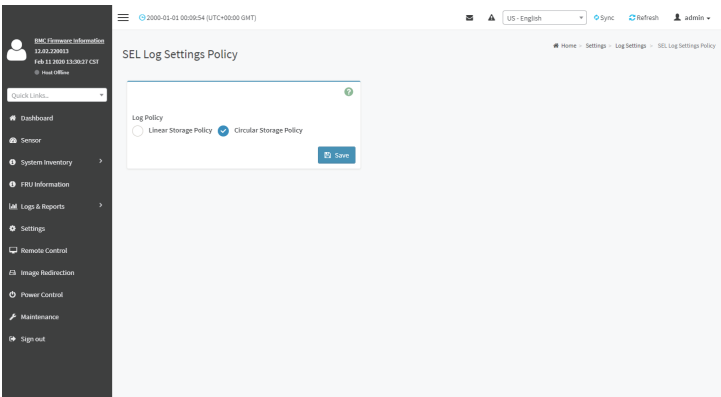 2000-01-01 00:09:54 (UTC+00:00 GMT)
US - English
Sync
Refresh
admin
BMC Firmware Information
12.02.220013
Feb 11 2020 13:30:27 CST
Host Offline
Quick Links..
Dashboard
Sensor
System Inventory
FRU Information
Logs & Reports
Settings
Remote Control
Image Redirection
Power Control
Maintenance
Sign out
SEL Log Settings Policy
Home > Settings > Log Settings > SEL Log Settings Policy
Log Policy
Linear Storage Policy Circular Storage Policy
Save